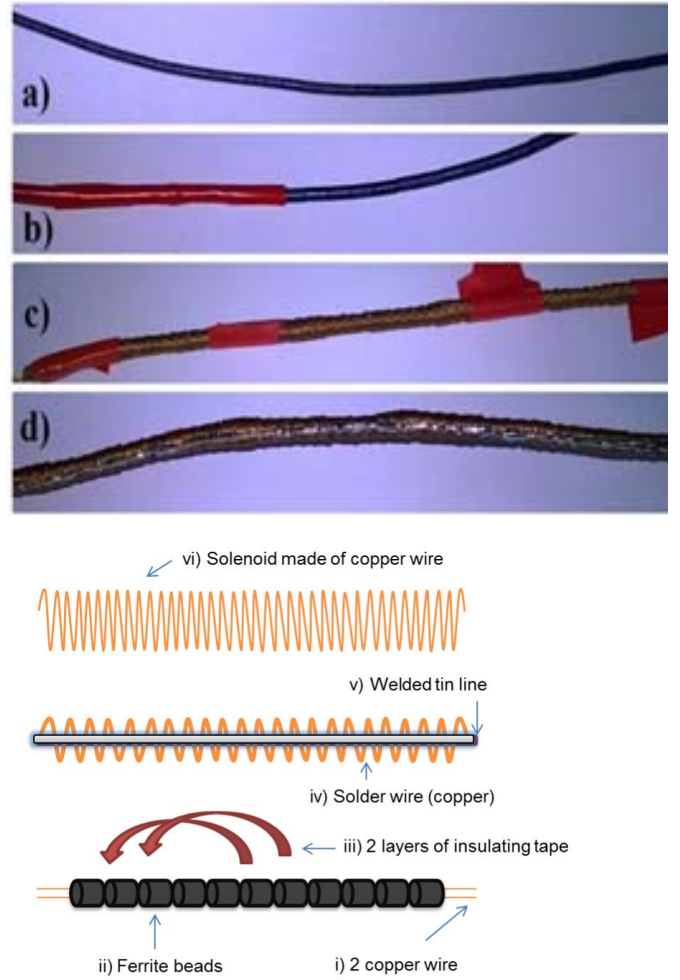 a)
b)
c)
d)
vi) Solenoid made of copper wire
v) Welded tin line
iv) Solder wire (copper)
iii) 2 layers of insulating tape
ii) Ferrite beads
i) 2 copper wire